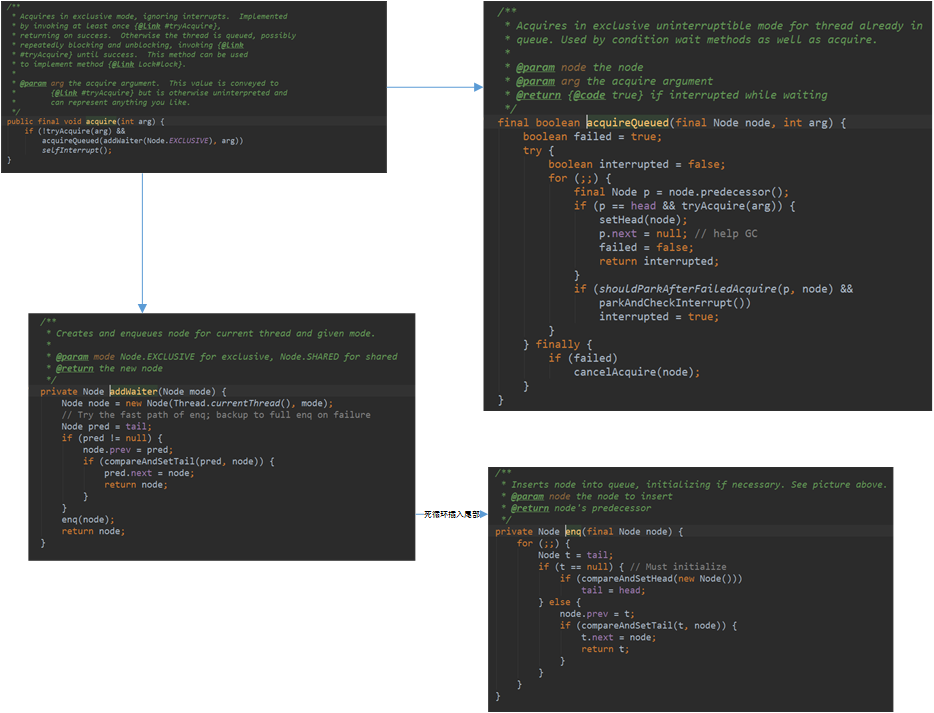 /**
 * Acquires in exclusive mode, ignoring interrupts.  Implemented
 * by invoking at least once {@link #tryAcquire},
 * returning on success.  Otherwise the thread is queued, possibly
 * repeatedly blocking and unblocking, invoking {@link
 * #tryAcquire} until success.  This method can be used
 * to implement method {@link Lock#lock}.
 *
 * @param arg the acquire argument.  This value is conveyed to
 *        {@link #tryAcquire} but is otherwise uninterpreted and
 *        can represent anything you like.
 */
public final void acquire(int arg) {
    if (!tryAcquire(arg) &&
        acquireQueued(addWaiter(Node.EXCLUSIVE), arg))
        selfInterrupt();
}
/**
 * Acquires in exclusive uninterruptible mode for thread already in
 * queue. Used by condition wait methods as well as acquire.
 *
 * @param node the node
 * @param arg the acquire argument
 * @return {@code true} if interrupted while waiting
 */
final boolean acquireQueued(final Node node, int arg) {
    boolean failed = true;
    try {
        boolean interrupted = false;
        for (;;) {
            final Node p = node.predecessor();
            if (p == head && tryAcquire(arg)) {
                setHead(node);
                p.next = null; // help GC
                failed = false;
                return interrupted;
            }
            if (shouldParkAfterFailedAcquire(p, node) &&
                parkAndCheckInterrupt())
                interrupted = true;
        }
    } finally {
        if (failed)
            cancelAcquire(node);
    }
}
/**
 * Creates and enqueues node for current thread and given mode.
 *
 * @param mode Node.EXCLUSIVE for exclusive, Node.SHARED for shared
 * @return the new node
 */
private Node addWaiter(Node mode) {
    Node node = new Node(Thread.currentThread(), mode);
    // Try the fast path of enq; backup to full enq on failure
    Node pred = tail;
    if (pred != null) {
        node.prev = pred;
        if (compareAndSetTail(pred, node)) {
            pred.next = node;
            return node;
        }
    }
    enq(node);
    return node;
}
死循环插入尾部
/**
 * Inserts node into queue, initializing if necessary. See picture above.
 * @param node the node to insert
 * @return node's predecessor
 */
private Node enq(final Node node) {
    for (;;) {
        Node t = tail;
        if (t == null) { // Must initialize
            if (compareAndSetHead(new Node()))
                tail = head;
        } else {
            node.prev = t;
            if (compareAndSetTail(t, node)) {
                t.next = node;
                return t;
            }
        }
    }
}